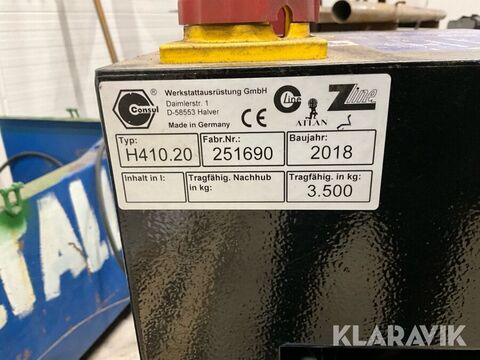 Consul
®
Werkstattausrüstung GmbH
Daimlerstr. 1
D-58553 Halver
Made in Germany
CE
C line
ATLAN
Z line
Typ:
H410.20
Fabr.Nr.:
251690
Baujahr:
2018
Inhalt in l:
Tragfähig. Nachhub
in kg:
Tragfähig. in kg:
3.500
KLARAVIK